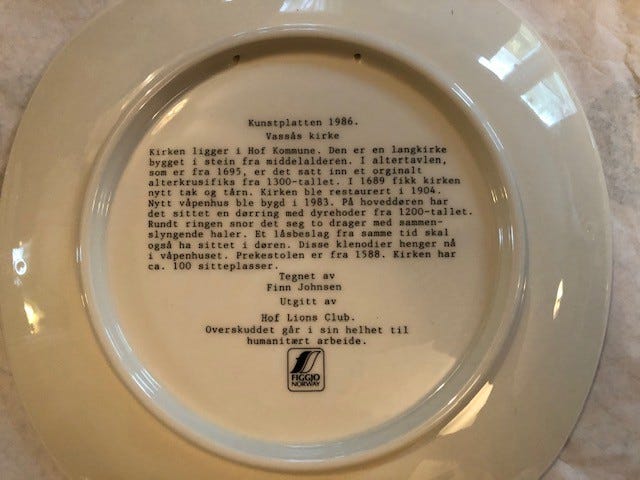 Kunstplatten 1986.
Vassås kirke
Kirken ligger i Hof Kommune. Den er en langkirke
bygget i stein fra middelalderen. I altertavlen,
som er fra 1695, er det satt inn et orginalt
alterkrusifiks fra 1300-tallet. I 1689 fikk kirken
nytt tak og tårn. Kirken ble restaurert i 1904.
Nytt våpenhus ble bygd i 1983. På hoveddøren har
det sittet en dørring med dyrehoder fra 1200-tallet.
Rundt ringen snor det seg to drager med sammen-
slyngende haler. Et låsbeslag fra samme tid skal
også ha sittet i døren. Disse klenodier henger nå
i våpenhuset. Prekestolen er fra 1588. Kirken har
ca. 100 sitteplasser.
Tegnet av
Finn Johnsen
Utgitt av
Hof Lions Club.
Overskuddet går i sin helhet til
humanitært arbeide.
FIGGJO
NORWAY